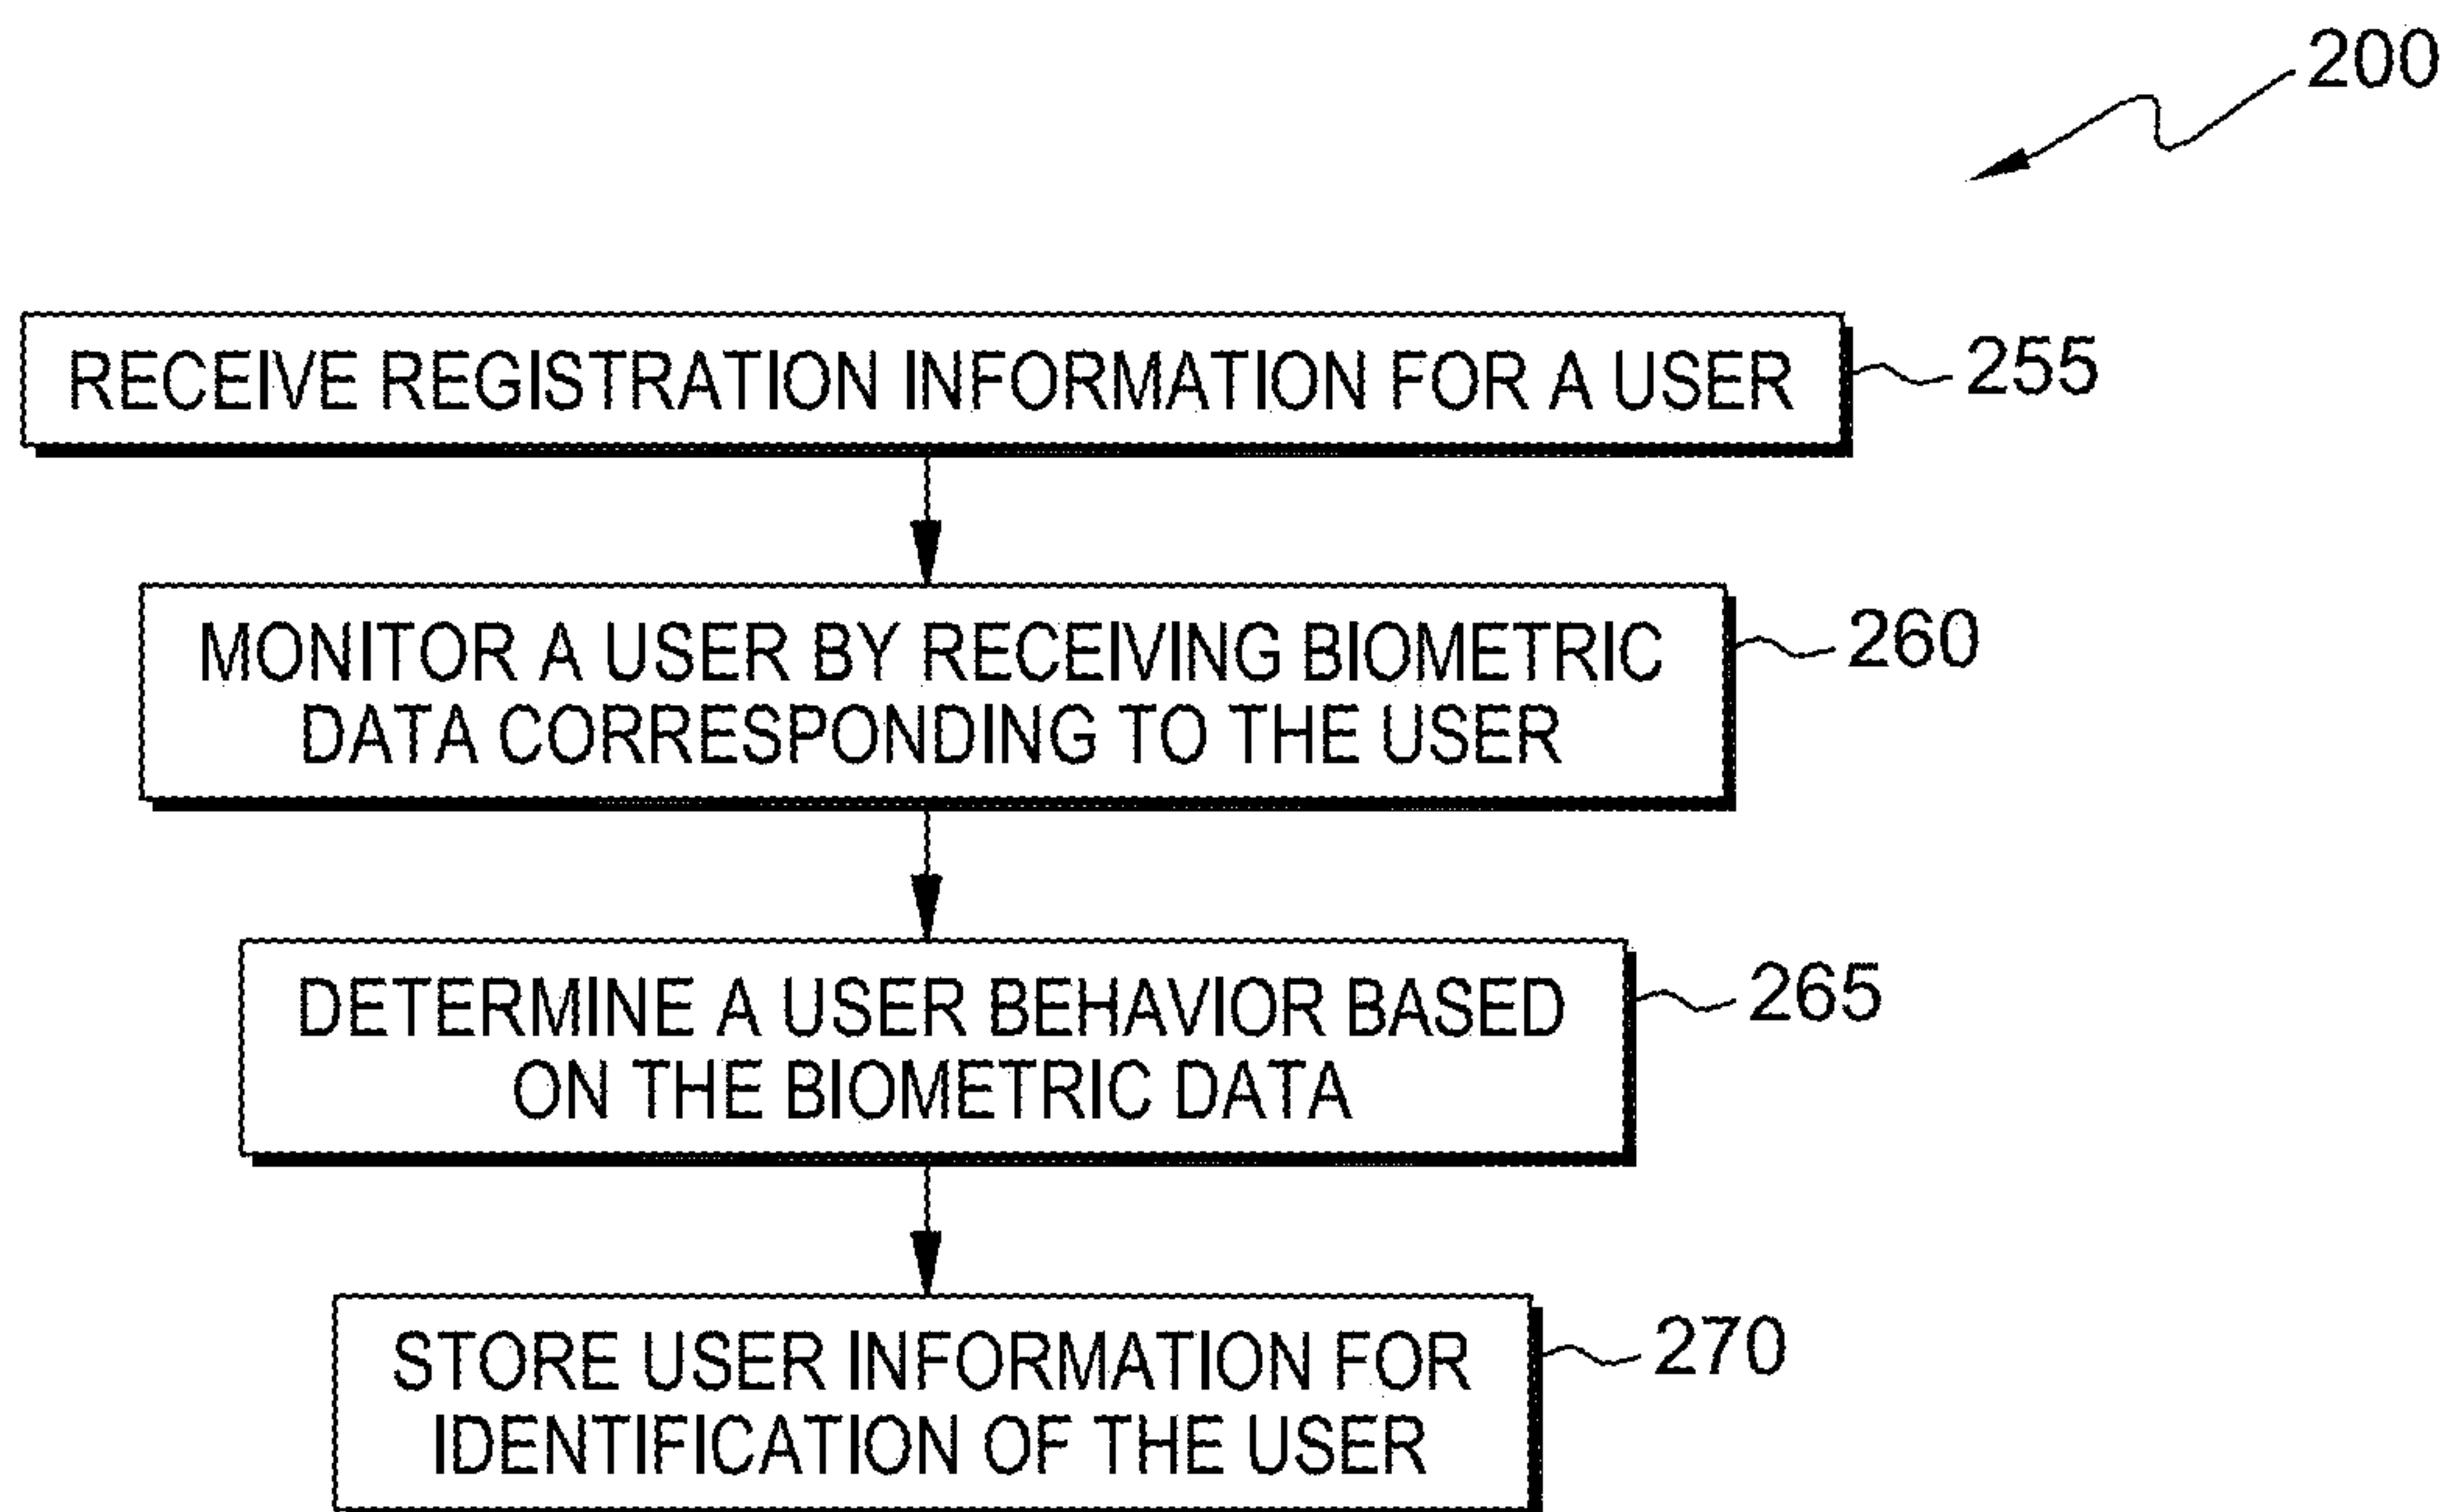 200
RECEIVE REGISTRATION INFORMATION FOR A USER
255
MONITOR A USER BY RECEIVING BIOMETRIC
DATA CORRESPONDING TO THE USER
260
DETERMINE A USER BEHAVIOR BASED
ON THE BIOMETRIC DATA
265
STORE USER INFORMATION FOR
IDENTIFICATION OF THE USER
270